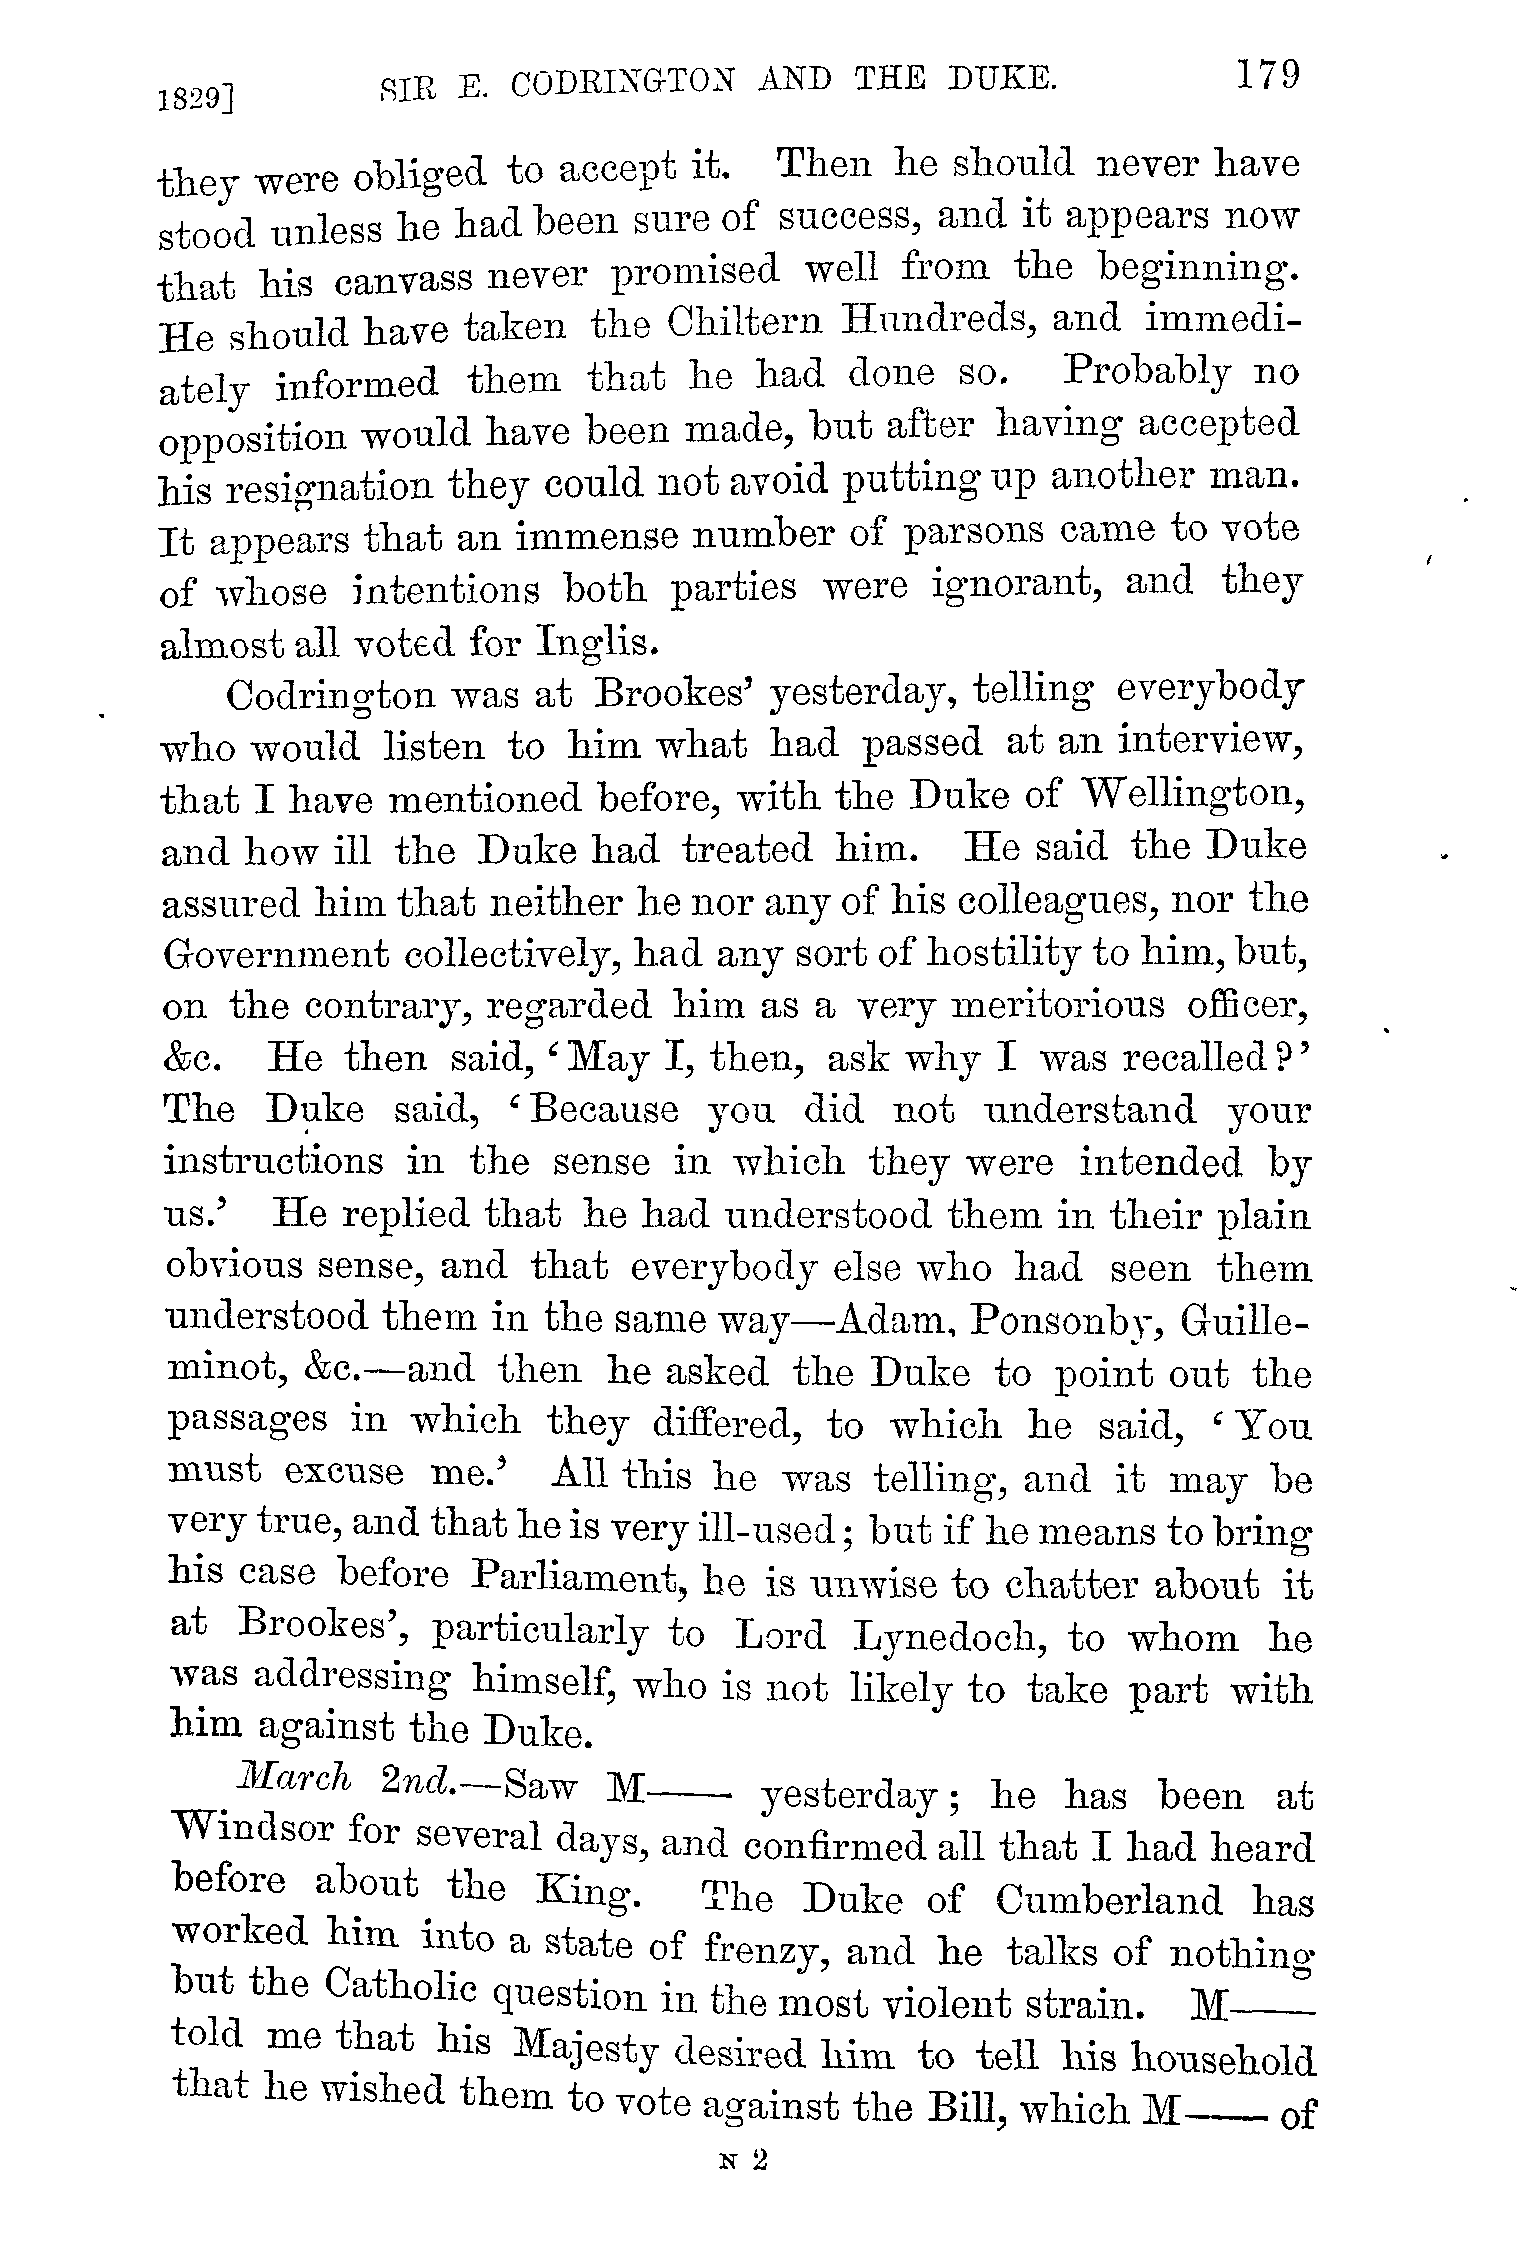 1829] SIR E. CODRINGTON AND THE DUKE. 179
they were obliged to accept it. Then he should never have
stood unless he had been sure of success, and it appears now
that his canvass never promised well from the beginning.
He should have taken the Chiltern Hundreds, and immedi-
ately informed them that he had done so. Probably no
opposition would have been made, but after having accepted
his resignation they could not avoid putting up another man.
It appears that an immense number of parsons came to vote
of whose intentions both parties were ignorant, and they
almost all voted for Inglis.
Codrington was at Brookes’ yesterday, telling everybody
who would listen to him what had passed at an interview,
that I have mentioned before, with the Duke of Wellington,
and how ill the Duke had treated him. He said the Duke
assured him that neither he nor any of his colleagues, nor the
Government collectively, had any sort of hostility to him, but,
on the contrary, regarded him as a very meritorious officer,
&c. He then said, ‘May I, then, ask why I was recalled?’
The Duke said, ‘Because you did not understand your
instructions in the sense in which they were intended by
us.’ He replied that he had understood them in their plain
obvious sense, and that everybody else who had seen them
understood them in the same way—Adam, Ponsonby, Guille-
minot, &c.—and then he asked the Duke to point out the
passages in which they differed, to which he said, ‘You
must excuse me.’ All this he was telling, and it may be
very true, and that he is very ill-used; but if he means to bring
his case before Parliament, he is unwise to chatter about it
at Brookes’, particularly to Lord Lynedoch, to whom he
was addressing himself, who is not likely to take part with
him against the Duke.
March 2nd.—Saw M—— yesterday; he has been at
Windsor for several days, and confirmed all that I had heard
before about the King. The Duke of Cumberland has
worked him into a state of frenzy, and he talks of nothing
but the Catholic question in the most violent strain. M——
told me that his Majesty desired him to tell his household
that he wished them to vote against the Bill, which M—— of
N 2